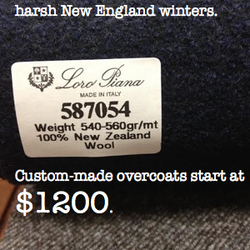 harsh New England winters.
Loro Piana
MADE IN ITALY
587054
Weight 540-560gr/mt
100% New Zealand
Wool
Custom-made overcoats start at
$1200.